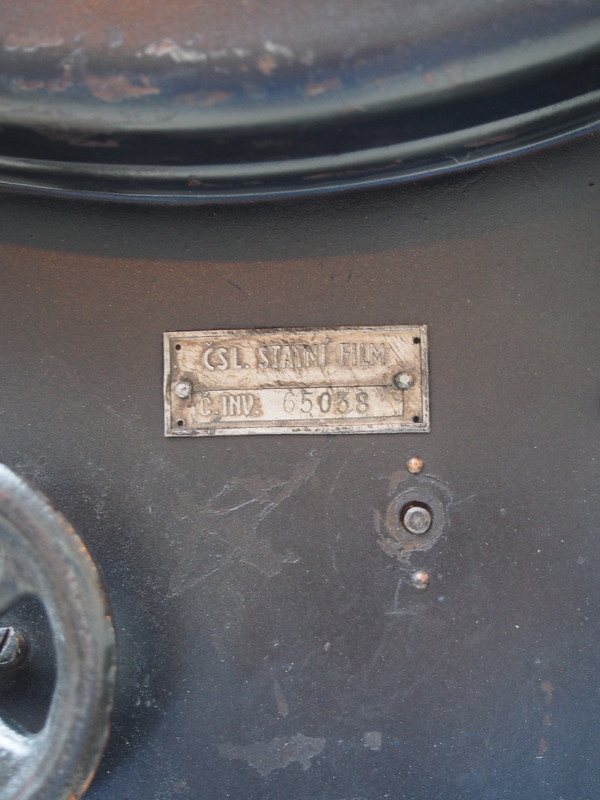 ČSL. STÁTNÍ FILM
Č. INV. 65038